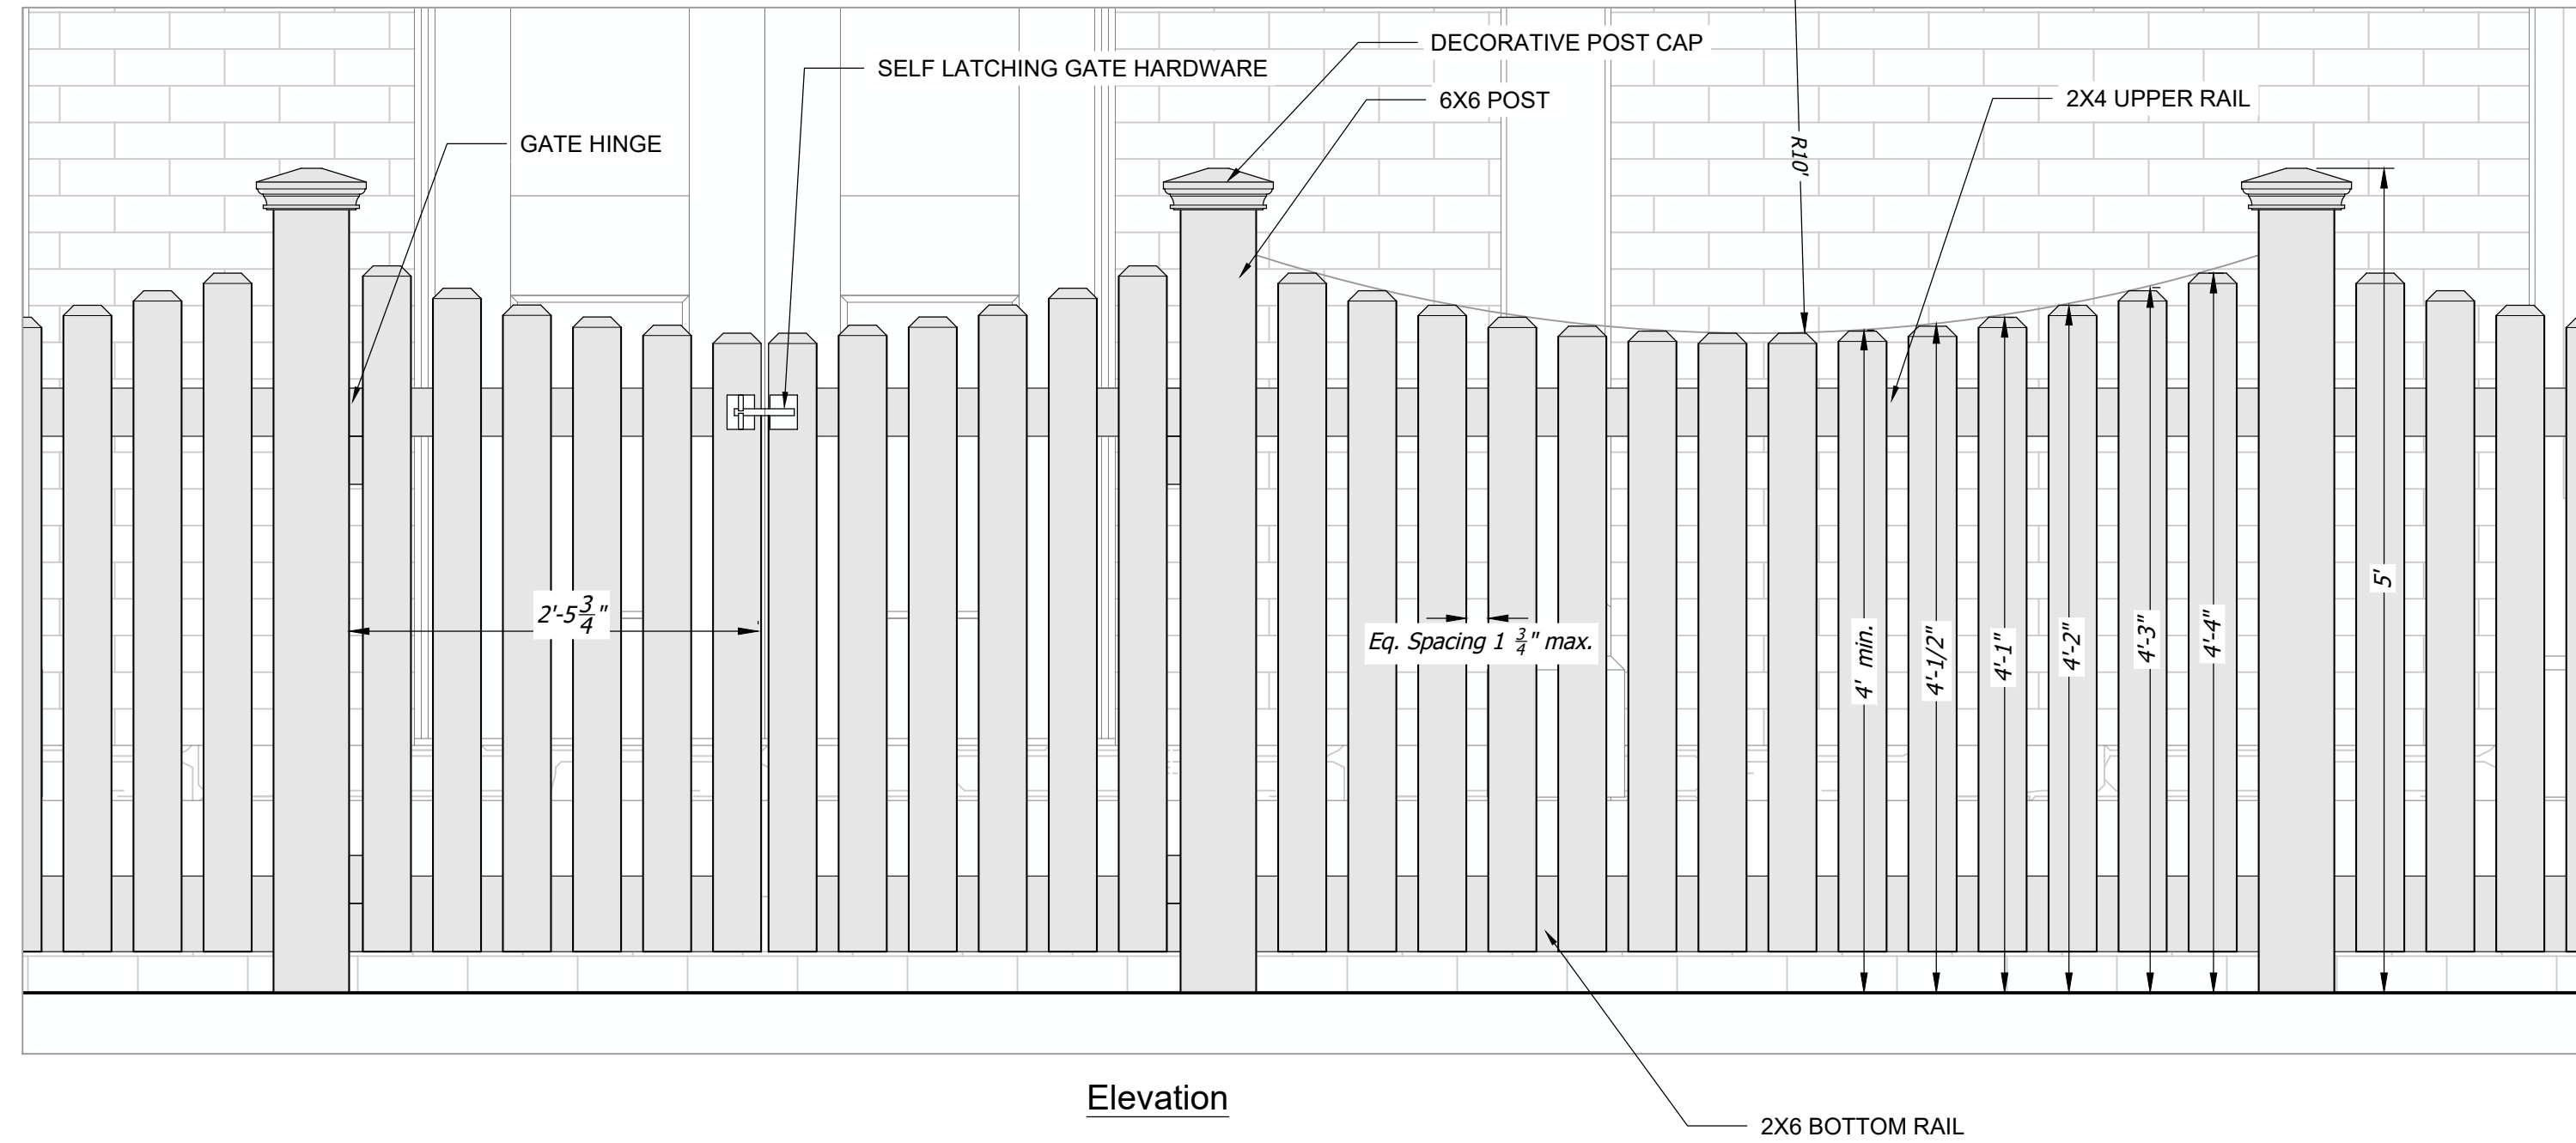 DECORATIVE POST CAP
SELF LATCHING GATE HARDWARE
6X6 POST
2X4 UPPER RAIL
GATE HINGE
R10'
5'
2'-5 3/4"
Eq. Spacing 1 3/4" max.
4' min.
4'-1/2"
4'-1"
4'-2"
4'-3"
4'-4"
Elevation
2X6 BOTTOM RAIL